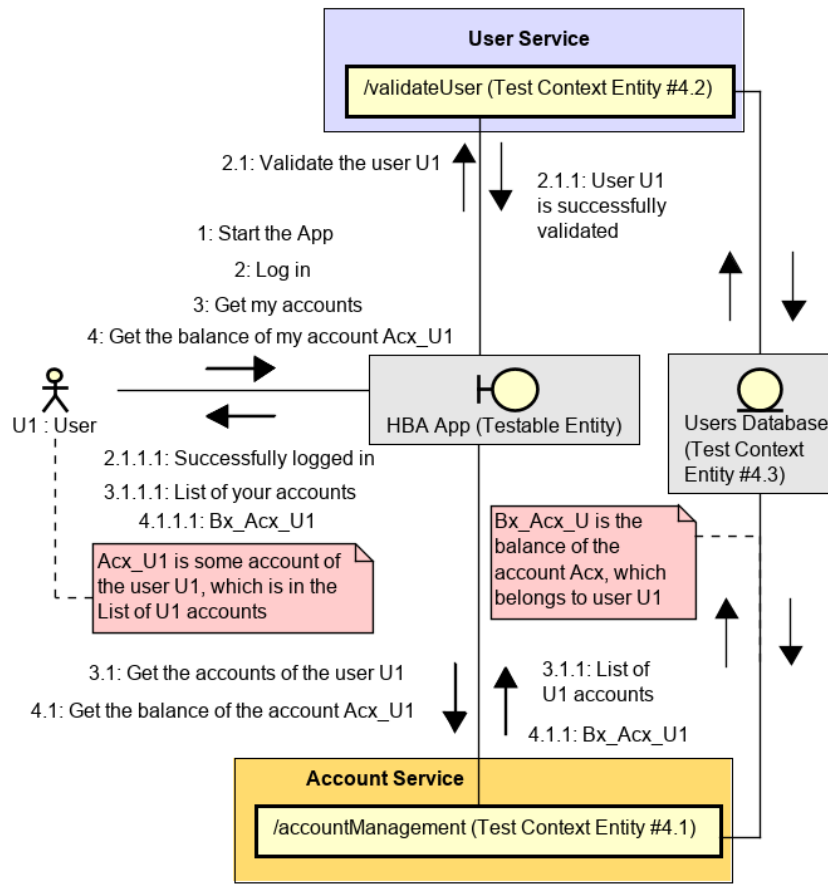 User Service
/validateUser (Test Context Entity #4.2)
2.1: Validate the user U1
2.1.1: User U1
is successfully
validated
1: Start the App
2: Log in
3: Get my accounts
4: Get the balance of my account Acx_U1
U1 : User
HBA App (Testable Entity)
Users Database
(Test Context
Entity #4.3)
2.1.1.1: Successfully logged in
3.1.1.1: List of your accounts
4.1.1.1: Bx_Acx_U1
Acx_U1 is some account of
the user U1, which is in the
List of U1 accounts
Bx_Acx_U is the
balance of the
account Acx, which
belongs to user U1
3.1: Get the accounts of the user U1
4.1: Get the balance of the account Acx_U1
3.1.1: List of
U1 accounts
4.1.1: Bx_Acx_U1
Account Service
/accountManagement (Test Context Entity #4.1)